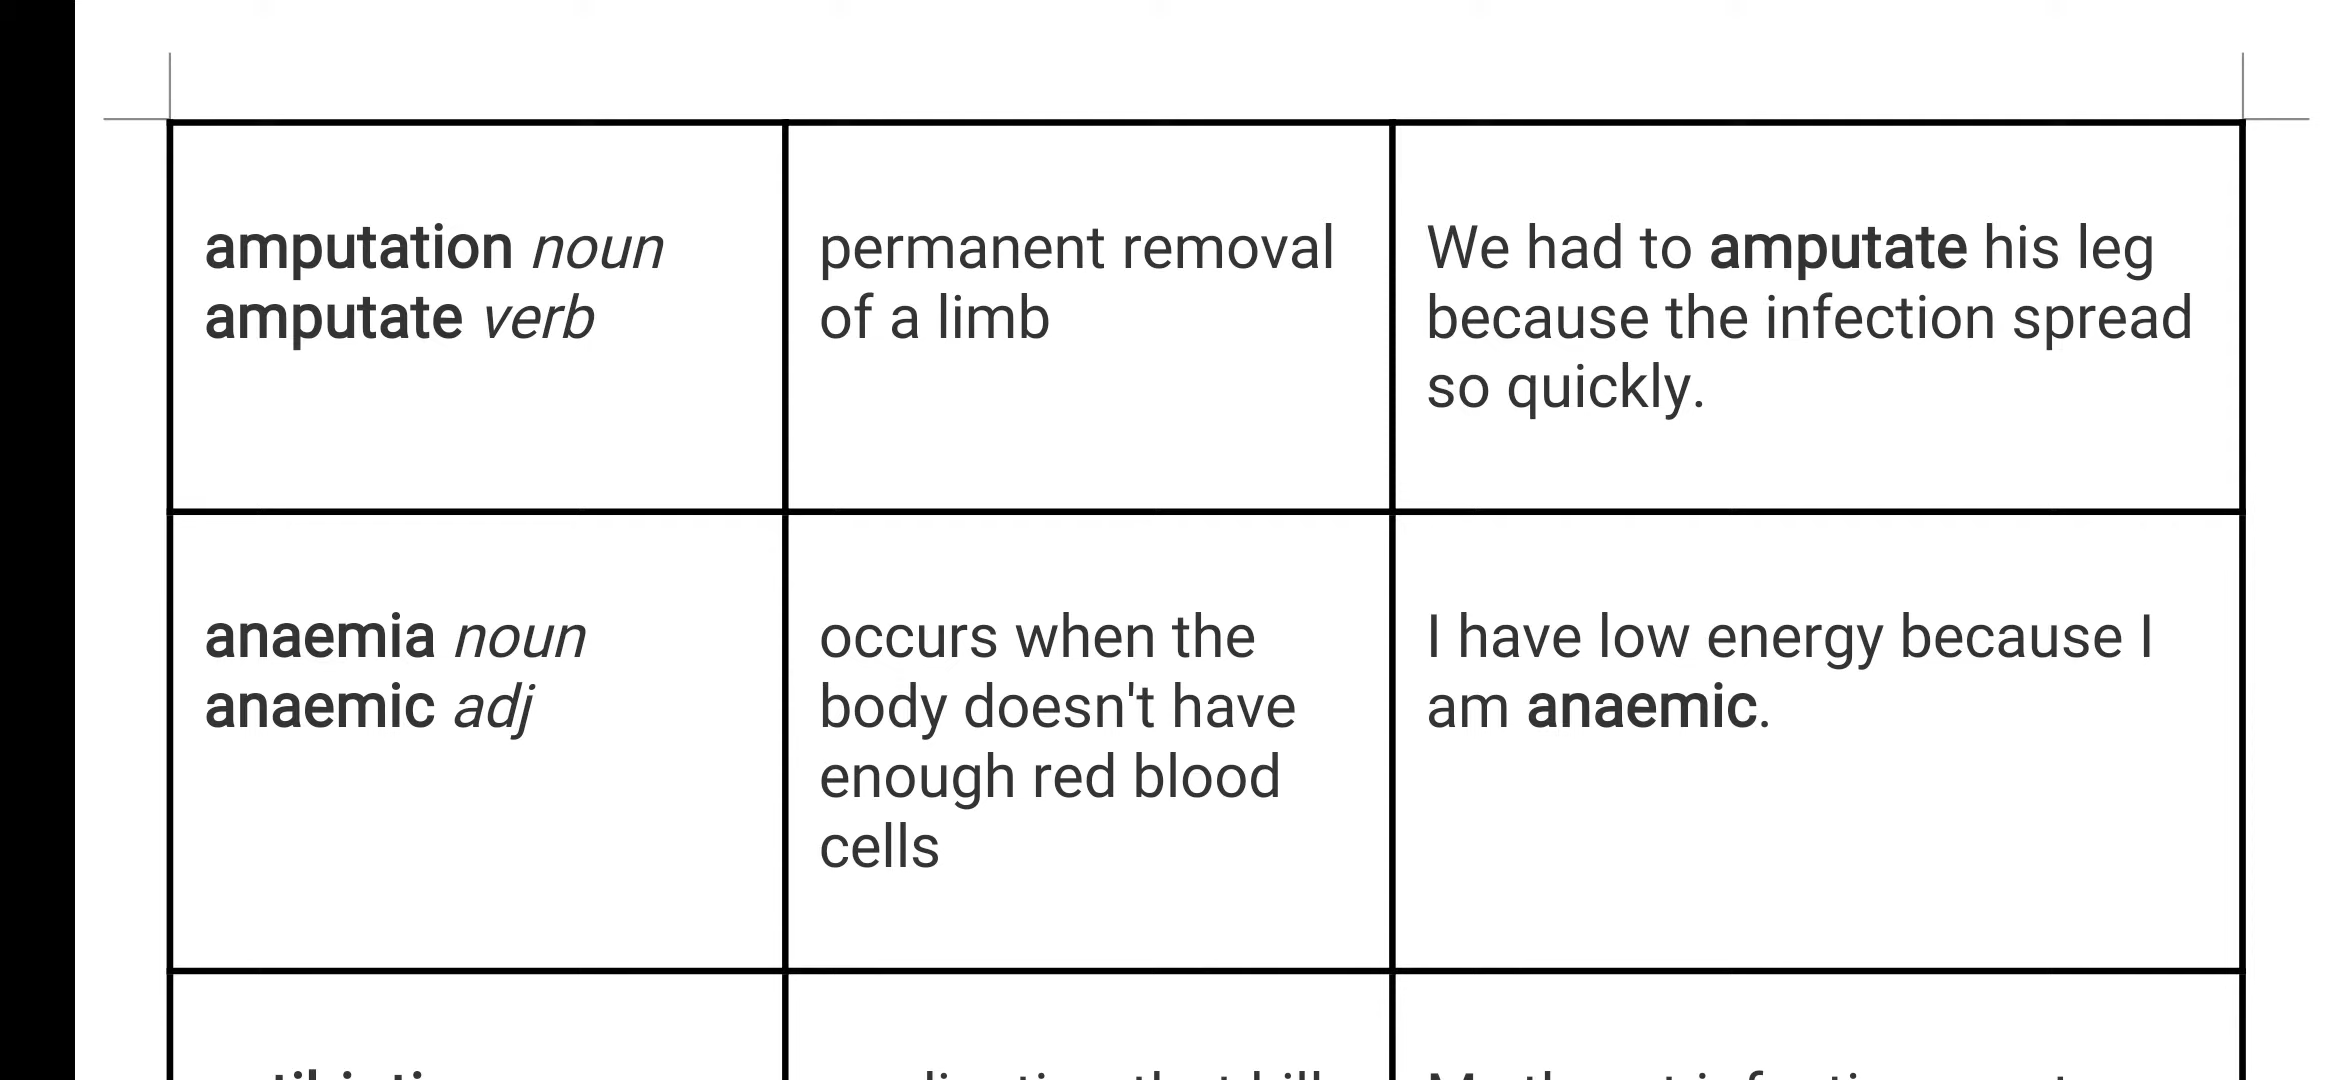 amputation noun
amputate verb
permanent removal
of a limb
We had to amputate his leg
because the infection spread
so quickly.
anaemia noun
anaemic adj
occurs when the
body doesn't have
enough red blood
cells
I have low energy because I
am anaemic.